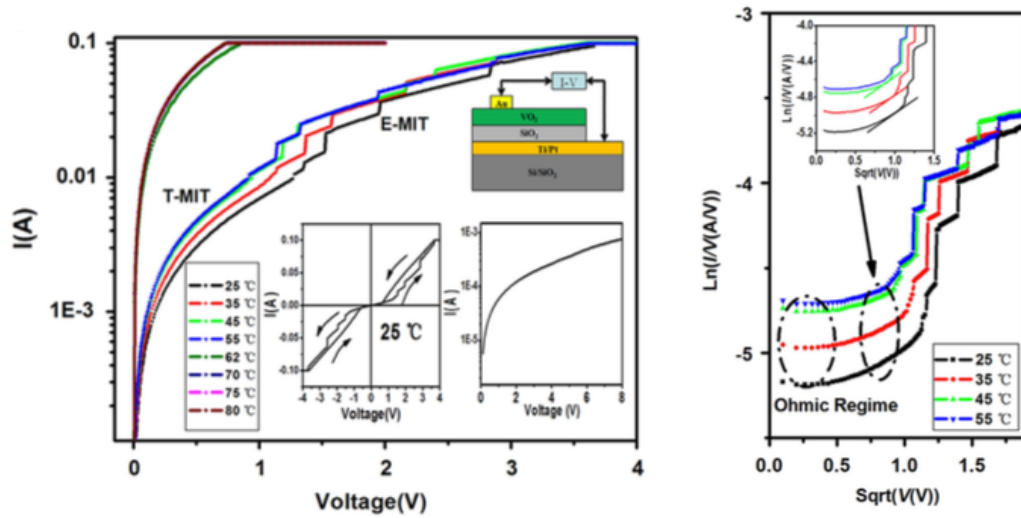 I(A)
0.1
0.01
1E-3
0
1
2
3
4
Voltage(V)
T-MIT
E-MIT
25 ℃
35 ℃
45 ℃
55 ℃
62 ℃
70 ℃
75 ℃
80 ℃
I-V
Au
VO₂
SiO₂
Ti/Pt
Si/SiO₂
I(A)
0.10
0.05
0.00
-0.05
-0.10
25 ℃
-4 -3 -2 -1 0 1 2 3 4
Voltage(V)
I(A)
1E-3
1E-4
1E-5
0 2 4 6 8
Voltage (V)
Ln(I/V(A/V))
-3
-4
-5
0.0 0.5 1.0 1.5
Sqrt(V(V))
Ln(I/V(A/V))
-4.0
-4.4
-4.8
-5.2
0.0 0.5 1.0 1.5
Sqrt(V(V))
Ohmic Regime
25 ℃
35 ℃
45 ℃
55 ℃